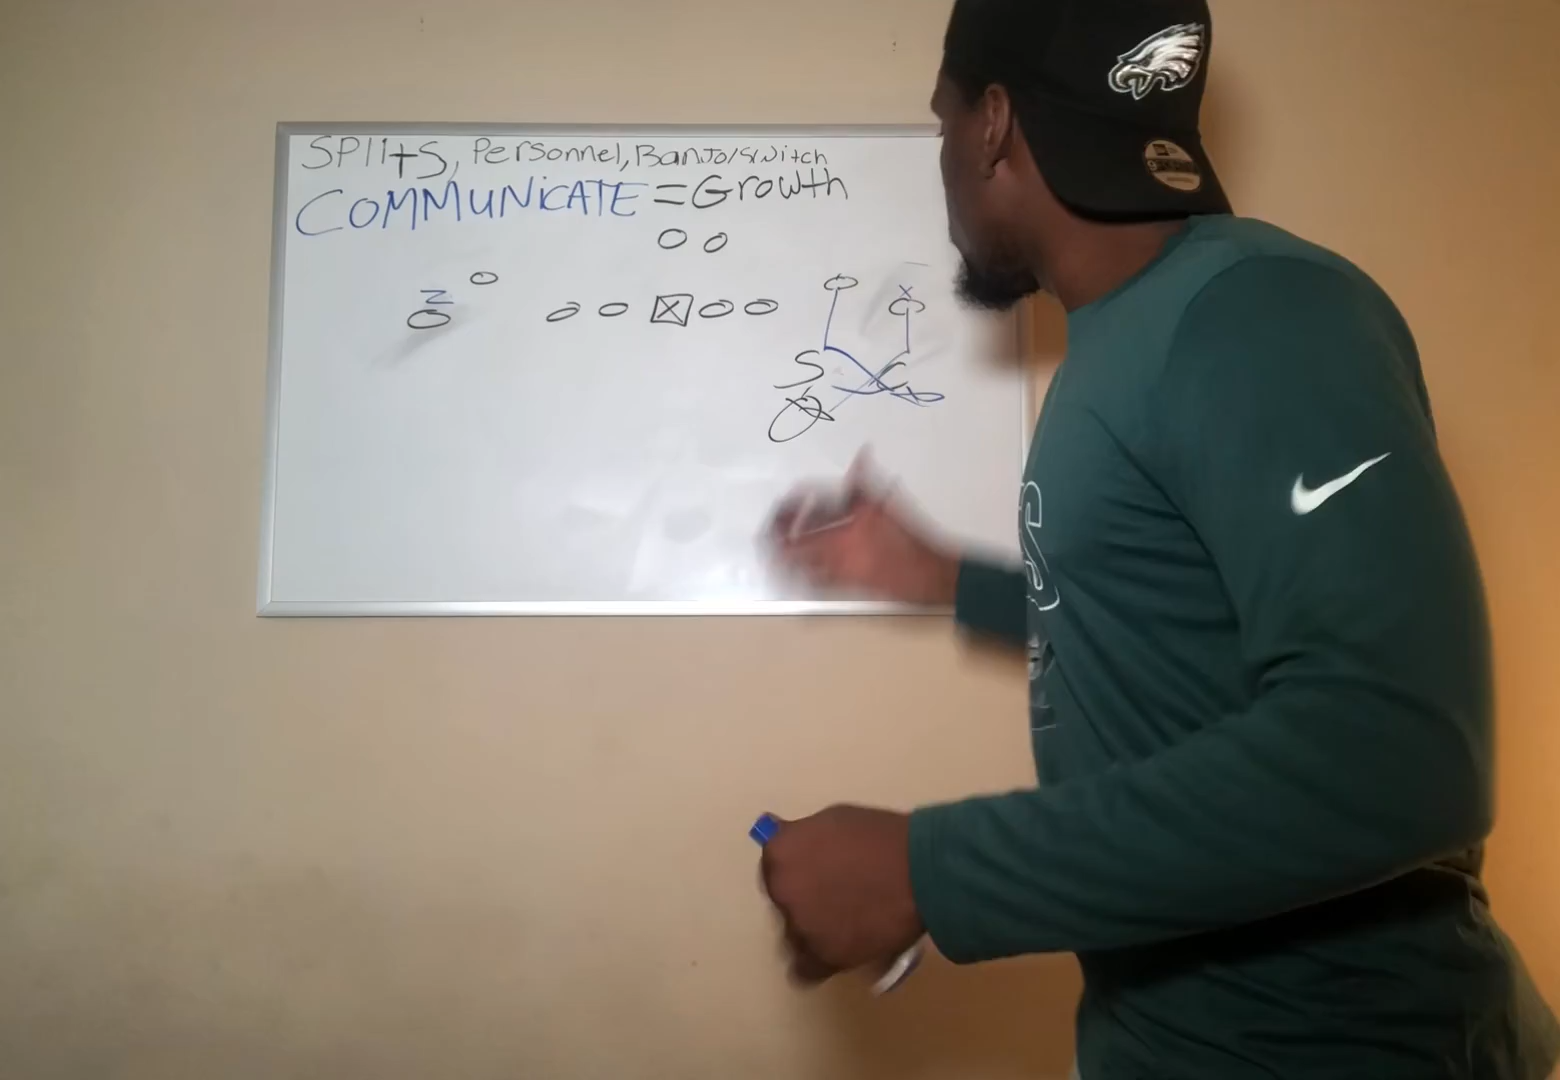 SPlitS, Personnel, Banjo/Switch
COMMUNiCATE = Growth
Z
X
X
S C